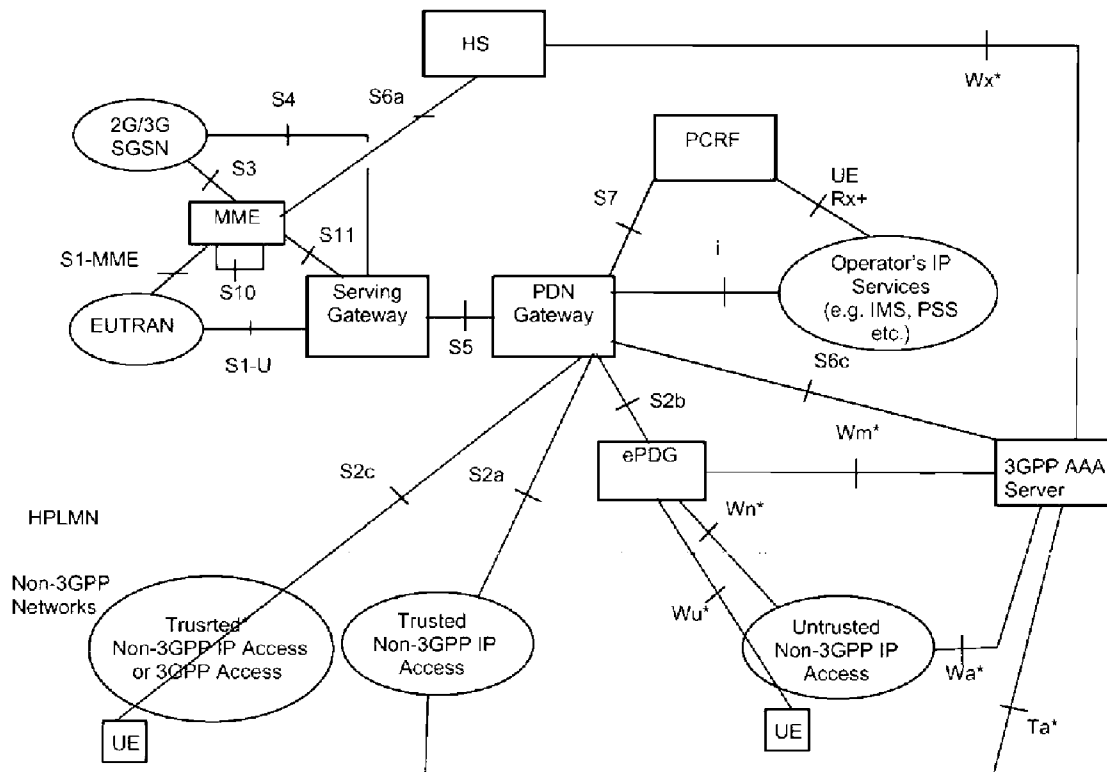 HS
Wx*
S4
S6a
2G/3G
SGSN
PCRF
S3
UE
Rx+
S7
MME
S11
S1-MME
i
S10
Operator's IP
Services
(e.g. IMS, PSS
etc.)
Serving
Gateway
PDN
Gateway
EUTRAN
S5
S1-U
S6c
S2b
Wm*
ePDG
3GPP AAA
Server
S2c
S2a
Wn*
HPLMN
Non-3GPP
Networks
Wu*
Trusrted*
Non-3GPP IP Access
or 3GPP Access
Trusted
Non-3GPP IP
Access
Untrusted
Non-3GPP IP
Access
Wa*
UE
UE
Ta*